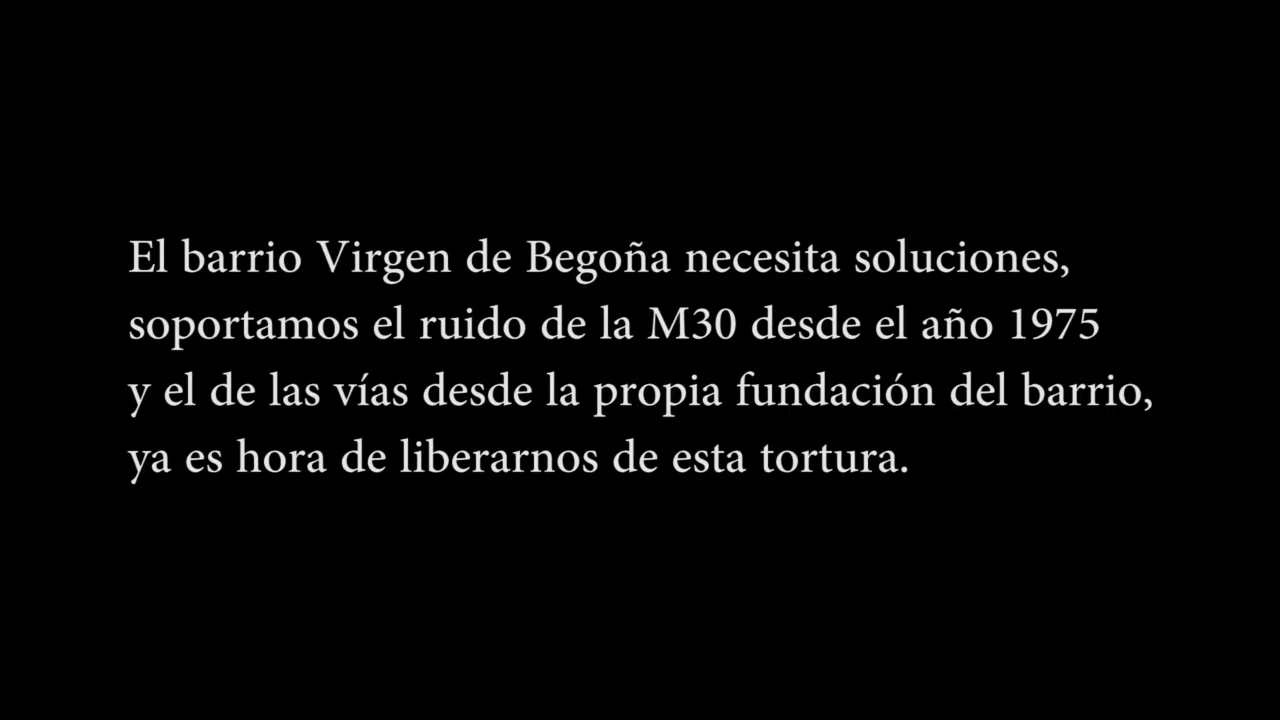 El barrio Virgen de Begoña necesita soluciones,
soportamos el ruido de la M30 desde el año 1975
y el de las vías desde la propia fundación del barrio,
ya es hora de liberarnos de esta tortura.